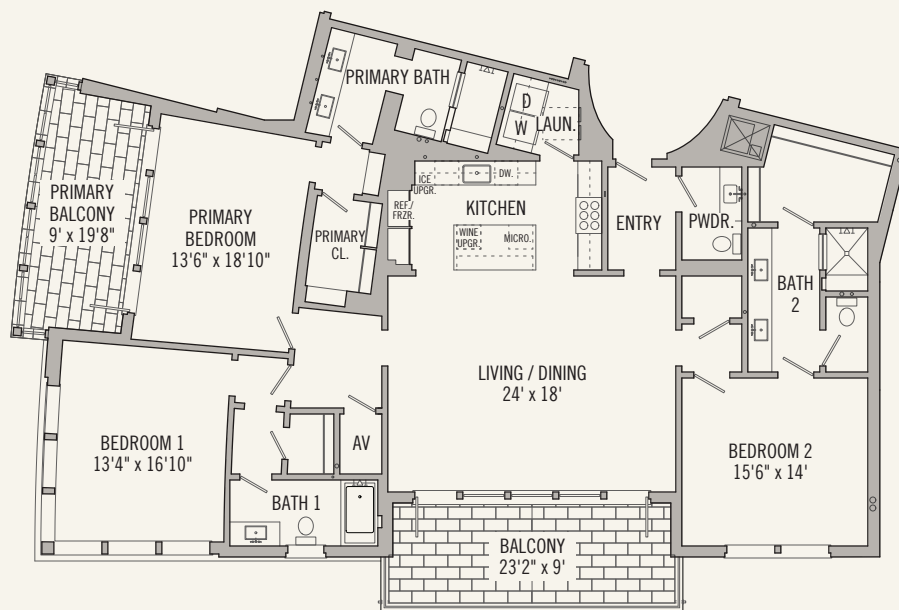 PRIMARY BATH
D
W
LAUN.
PRIMARY
BALCONY
9' x 19'8"
PRIMARY
BEDROOM
13'6" x 18'10"
PRIMARY
CL.
ICE
UPGR.
DW.
REF./
FRZR.
KITCHEN
WINE
UPGR.
MICRO.
ENTRY
PWDR.
BATH
2
LIVING / DINING
24' x 18'
BEDROOM 1
13'4" x 16'10"
AV
BATH 1
BEDROOM 2
15'6" x 14'
BALCONY
23'2" x 9'